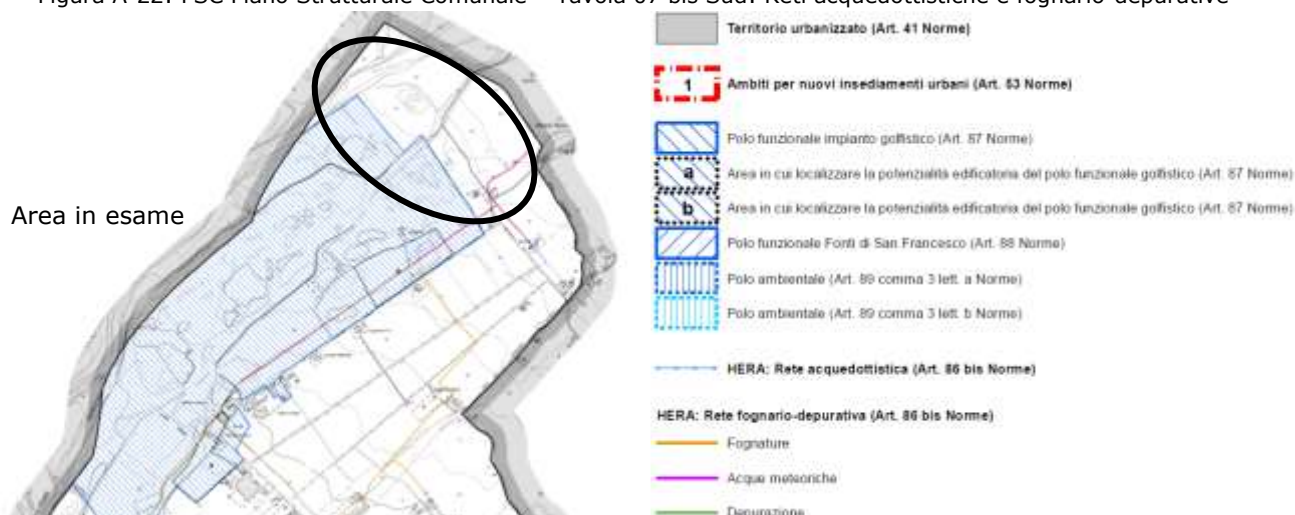 Figura A-22: PSC Piano Strutturale Comunale – Tavola 07 bis Sud: Reti acquedottistiche e fognario-depurative
Area in esame
Territorio urbanizzato (Art. 41 Norme)
1
Ambiti per nuovi insediamenti urbani (Art. 53 Norme)
Polo funzionale impianto golfistico (Art. 87 Norme)
a
Area in cui localizzare la potenzialità edificatoria del polo funzionale golfistico (Art. 87 Norme)
b
Area in cui localizzare la potenzialità edificatoria del polo funzionale golfistico (Art. 87 Norme)
Polo funzionale Fonti di San Francesco (Art. 88 Norme)
Polo ambientale (Art. 89 comma 3 lett. a Norme)
Polo ambientale (Art. 89 comma 3 lett. b Norme)
HERA: Rete acquedottistica (Art. 86 bis Norme)
HERA: Rete fognario-depurativa (Art. 86 bis Norme)
Fognature
Acque meteoriche
Depurazione